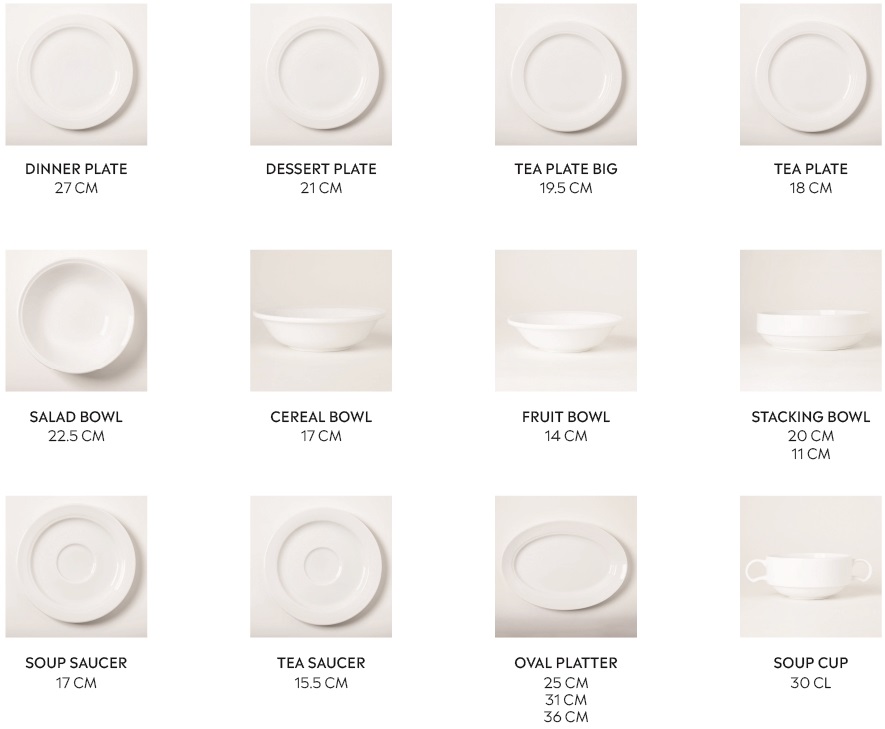 DINNER PLATE
27 CM
DESSERT PLATE
21 CM
TEA PLATE BIG
19.5 CM
TEA PLATE
18 CM
SALAD BOWL
22.5 CM
CEREAL BOWL
17 CM
FRUIT BOWL
14 CM
STACKING BOWL
20 CM
11 CM
SOUP SAUCER
17 CM
TEA SAUCER
15.5 CM
OVAL PLATTER
25 CM
31 CM
36 CM
SOUP CUP
30 CL